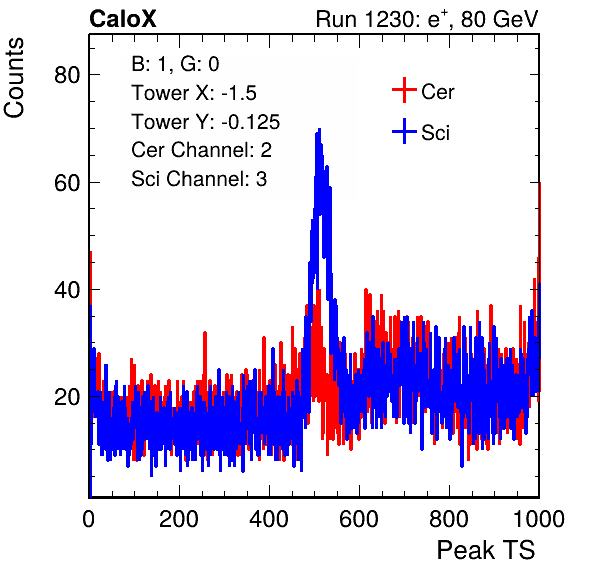 CaloX
Run 1230: e+, 80 GeV
Counts
B: 1, G: 0
Tower X: -1.5
Tower Y: -0.125
Cer Channel: 2
Sci Channel: 3
Cer
Sci
80
60
40
20
0 200 400 600 800 1000
Peak TS